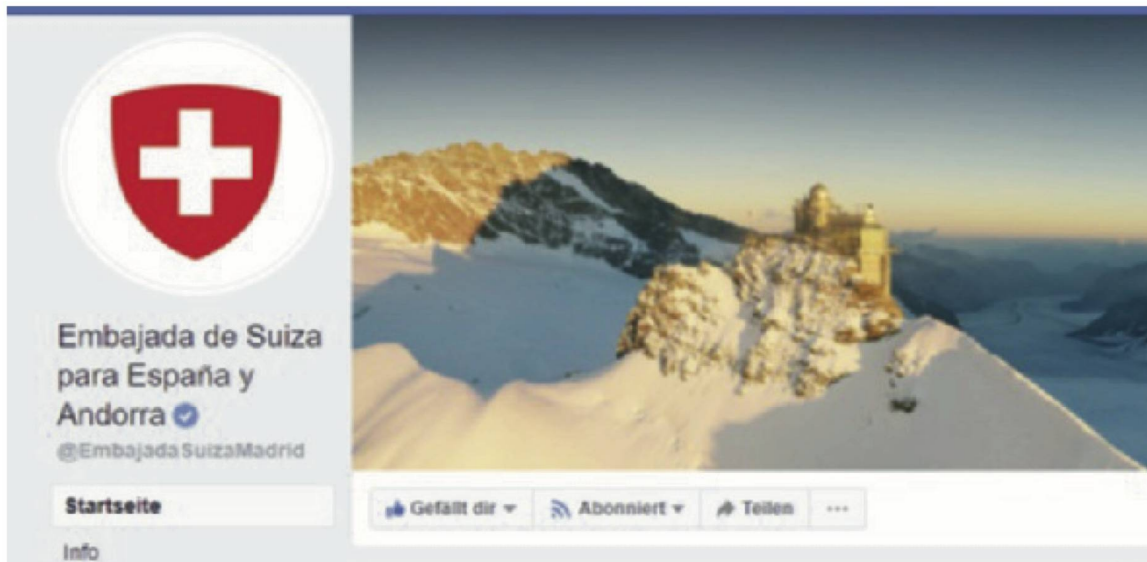 Embajada de Suiza
para España y
Andorra
@EmbajadaSuizaMadrid
Startseite
Info
Gefällt dir
Abonniert
Teilen